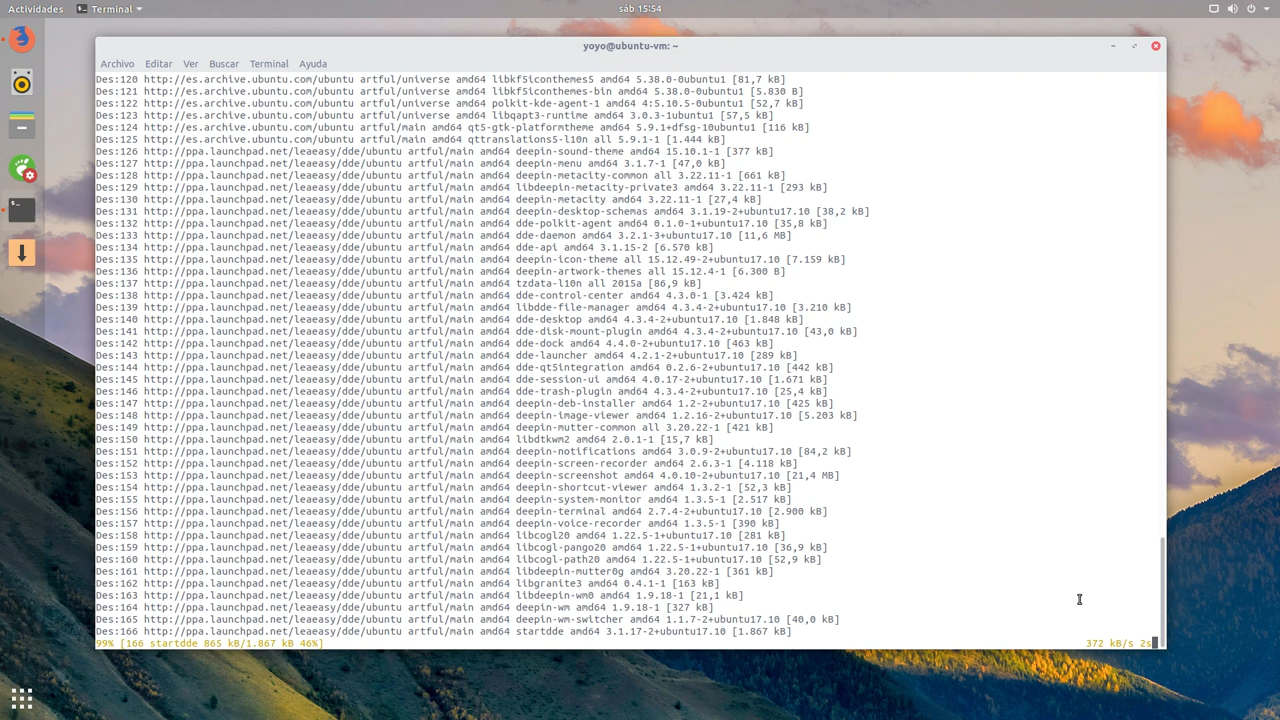 Actividades
Terminal
sáb 15:54
yoyo@ubuntu-vm: ~
Archivo Editar Ver Buscar Terminal Ayuda
Des:120 http://es.archive.ubuntu.com/ubuntu artful/universe amd64 libkf5iconthemes5 amd64 5.38.0-0ubuntu1 [81,7 kB]
Des:121 http://es.archive.ubuntu.com/ubuntu artful/universe amd64 libkf5iconthemes-bin amd64 5.38.0-0ubuntu1 [5.830 B]
Des:122 http://es.archive.ubuntu.com/ubuntu artful/universe amd64 polkit-kde-agent-1 amd64 4:5.10.5-0ubuntu1 [52,7 kB]
Des:123 http://es.archive.ubuntu.com/ubuntu artful/universe amd64 libqapt3-runtime amd64 3.0.3-1ubuntu1 [57,5 kB]
Des:124 http://es.archive.ubuntu.com/ubuntu artful/main amd64 qt5-gtk-platformtheme amd64 5.9.1+dfsg-10ubuntu1 [116 kB]
Des:125 http://es.archive.ubuntu.com/ubuntu artful/main amd64 qttranslations5-l10n all 5.9.1-1 [1.444 kB]
Des:126 http://ppa.launchpad.net/leaeasy/dde/ubuntu artful/main amd64 deepin-sound-theme amd64 15.10.1-1 [377 kB]
Des:127 http://ppa.launchpad.net/leaeasy/dde/ubuntu artful/main amd64 deepin-menu amd64 3.1.7-1 [47,0 kB]
Des:128 http://ppa.launchpad.net/leaeasy/dde/ubuntu artful/main amd64 deepin-metacity-common all 3.22.11-1 [661 kB]
Des:129 http://ppa.launchpad.net/leaeasy/dde/ubuntu artful/main amd64 libdeepin-metacity-private3 amd64 3.22.11-1 [293 kB]
Des:130 http://ppa.launchpad.net/leaeasy/dde/ubuntu artful/main amd64 deepin-metacity amd64 3.22.11-1 [27,4 kB]
Des:131 http://ppa.launchpad.net/leaeasy/dde/ubuntu artful/main amd64 deepin-desktop-schemas amd64 3.1.19-2+ubuntu17.10 [38,2 kB]
Des:132 http://ppa.launchpad.net/leaeasy/dde/ubuntu artful/main amd64 dde-polkit-agent amd64 0.1.0-1+ubuntu17.10 [35,8 kB]
Des:133 http://ppa.launchpad.net/leaeasy/dde/ubuntu artful/main amd64 dde-daemon amd64 3.2.1-3+ubuntu17.10 [11,6 MB]
Des:134 http://ppa.launchpad.net/leaeasy/dde/ubuntu artful/main amd64 dde-api amd64 3.1.15-2 [6.570 kB]
Des:135 http://ppa.launchpad.net/leaeasy/dde/ubuntu artful/main amd64 deepin-icon-theme all 15.12.49-2+ubuntu17.10 [7.159 kB]
Des:136 http://ppa.launchpad.net/leaeasy/dde/ubuntu artful/main amd64 deepin-artwork-themes all 15.12.4-1 [6.300 B]
Des:137 http://ppa.launchpad.net/leaeasy/dde/ubuntu artful/main amd64 tzdata-l10n all 2015a [86,9 kB]
Des:138 http://ppa.launchpad.net/leaeasy/dde/ubuntu artful/main amd64 dde-control-center amd64 4.3.0-1 [3.424 kB]
Des:139 http://ppa.launchpad.net/leaeasy/dde/ubuntu artful/main amd64 libdde-file-manager amd64 4.3.4-2+ubuntu17.10 [3.210 kB]
Des:140 http://ppa.launchpad.net/leaeasy/dde/ubuntu artful/main amd64 dde-desktop amd64 4.3.4-2+ubuntu17.10 [1.848 kB]
Des:141 http://ppa.launchpad.net/leaeasy/dde/ubuntu artful/main amd64 dde-disk-mount-plugin amd64 4.3.4-2+ubuntu17.10 [43,0 kB]
Des:142 http://ppa.launchpad.net/leaeasy/dde/ubuntu artful/main amd64 dde-dock amd64 4.4.0-2+ubuntu17.10 [463 kB]
Des:143 http://ppa.launchpad.net/leaeasy/dde/ubuntu artful/main amd64 dde-launcher amd64 4.2.1-2+ubuntu17.10 [289 kB]
Des:144 http://ppa.launchpad.net/leaeasy/dde/ubuntu artful/main amd64 dde-qt5integration amd64 0.2.6-2+ubuntu17.10 [442 kB]
Des:145 http://ppa.launchpad.net/leaeasy/dde/ubuntu artful/main amd64 dde-session-ui amd64 4.0.17-2+ubuntu17.10 [1.671 kB]
Des:146 http://ppa.launchpad.net/leaeasy/dde/ubuntu artful/main amd64 dde-trash-plugin amd64 4.3.4-2+ubuntu17.10 [25,4 kB]
Des:147 http://ppa.launchpad.net/leaeasy/dde/ubuntu artful/main amd64 deepin-deb-installer amd64 1.2-2+ubuntu17.10 [425 kB]
Des:148 http://ppa.launchpad.net/leaeasy/dde/ubuntu artful/main amd64 deepin-image-viewer amd64 1.2.16-2+ubuntu17.10 [5.203 kB]
Des:149 http://ppa.launchpad.net/leaeasy/dde/ubuntu artful/main amd64 deepin-mutter-common all 3.20.22-1 [421 kB]
Des:150 http://ppa.launchpad.net/leaeasy/dde/ubuntu artful/main amd64 libdtkwm2 amd64 2.0.1-1 [15,7 kB]
Des:151 http://ppa.launchpad.net/leaeasy/dde/ubuntu artful/main amd64 deepin-notifications amd64 3.0.9-2+ubuntu17.10 [84,2 kB]
Des:152 http://ppa.launchpad.net/leaeasy/dde/ubuntu artful/main amd64 deepin-screen-recorder amd64 2.6.3-1 [4.118 kB]
Des:153 http://ppa.launchpad.net/leaeasy/dde/ubuntu artful/main amd64 deepin-screenshot amd64 4.0.10-2+ubuntu17.10 [21,4 MB]
Des:154 http://ppa.launchpad.net/leaeasy/dde/ubuntu artful/main amd64 deepin-shortcut-viewer amd64 1.3.2-1 [52,3 kB]
Des:155 http://ppa.launchpad.net/leaeasy/dde/ubuntu artful/main amd64 deepin-system-monitor amd64 1.3.5-1 [2.517 kB]
Des:156 http://ppa.launchpad.net/leaeasy/dde/ubuntu artful/main amd64 deepin-terminal amd64 2.7.4-2+ubuntu17.10 [2.900 kB]
Des:157 http://ppa.launchpad.net/leaeasy/dde/ubuntu artful/main amd64 deepin-voice-recorder amd64 1.3.5-1 [390 kB]
Des:158 http://ppa.launchpad.net/leaeasy/dde/ubuntu artful/main amd64 libcogl20 amd64 1.22.5-1+ubuntu17.10 [281 kB]
Des:159 http://ppa.launchpad.net/leaeasy/dde/ubuntu artful/main amd64 libcogl-pango20 amd64 1.22.5-1+ubuntu17.10 [36,9 kB]
Des:160 http://ppa.launchpad.net/leaeasy/dde/ubuntu artful/main amd64 libcogl-path20 amd64 1.22.5-1+ubuntu17.10 [52,9 kB]
Des:161 http://ppa.launchpad.net/leaeasy/dde/ubuntu artful/main amd64 libdeepin-mutter0g amd64 3.20.22-1 [361 kB]
Des:162 http://ppa.launchpad.net/leaeasy/dde/ubuntu artful/main amd64 libgranite3 amd64 0.4.1-1 [163 kB]
Des:163 http://ppa.launchpad.net/leaeasy/dde/ubuntu artful/main amd64 libdeepin-wm0 amd64 1.9.18-1 [21,1 kB]
Des:164 http://ppa.launchpad.net/leaeasy/dde/ubuntu artful/main amd64 deepin-wm amd64 1.9.18-1 [327 kB]
Des:165 http://ppa.launchpad.net/leaeasy/dde/ubuntu artful/main amd64 deepin-wm-switcher amd64 1.1.7-2+ubuntu17.10 [40,0 kB]
Des:166 http://ppa.launchpad.net/leaeasy/dde/ubuntu artful/main amd64 startdde amd64 3.1.17-2+ubuntu17.10 [1.867 kB]
99% [166 startdde 865 kB/1.867 kB 46%] 372 kB/s 2s